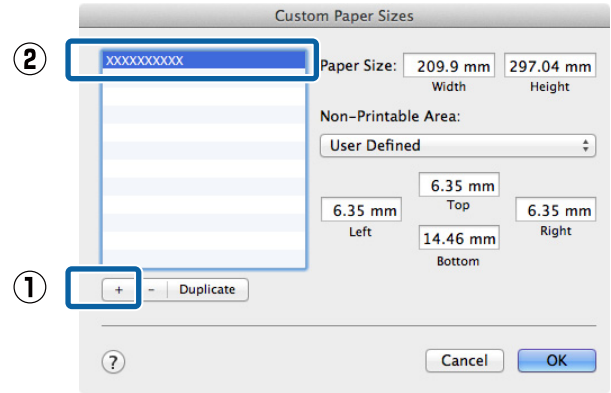 Custom Paper Sizes
② XXXXXXXXXX
Paper Size: 209.9 mm 297.04 mm
Width Height
Non-Printable Area:
User Defined
6.35 mm
Top
6.35 mm 6.35 mm
Left Right
14.46 mm
Bottom
① + - Duplicate
? Cancel OK